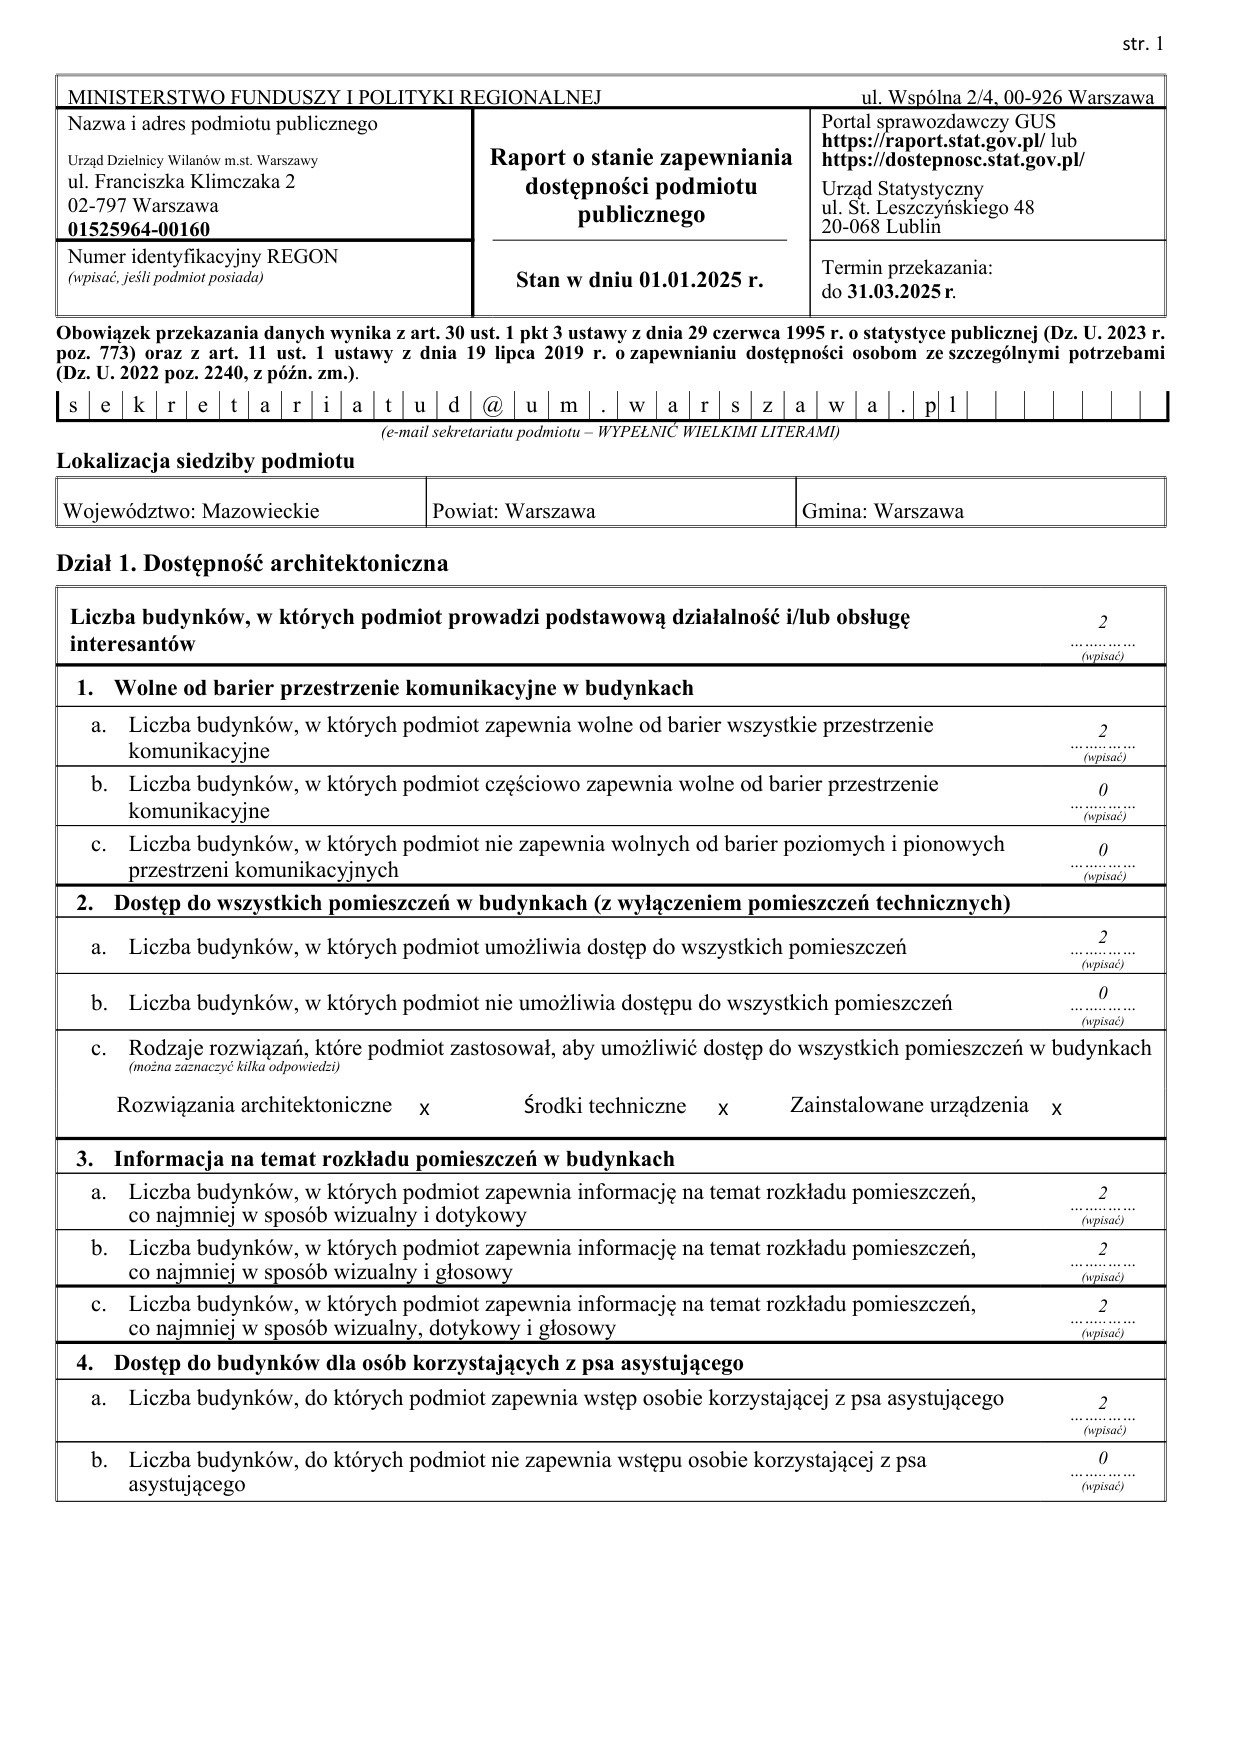 str. 1
MINISTERSTWO FUNDUSZY I POLITYKI REGIONALNEJ ul. Wspólna 2/4, 00-926 Warszawa
Nazwa i adres podmiotu publicznego
Urząd Dzielnicy Wilanów m.st. Warszawy
ul. Franciszka Klimczaka 2
02-797 Warszawa
01525964-00160
Numer identyfikacyjny REGON
(wpisać, jeśli podmiot posiada)
Raport o stanie zapewniania
dostępności podmiotu
publicznego
Stan w dniu 01.01.2025 r.
Portal sprawozdawczy GUS
https://raport.stat.gov.pl/ lub
https://dostepnosc.stat.gov.pl/
Urząd Statystyczny
ul. St. Leszczyńskiego 48
20-068 Lublin
Termin przekazania:
do 31.03.2025 r.
Obowiązek przekazania danych wynika z art. 30 ust. 1 pkt 3 ustawy z dnia 29 czerwca 1995 r. o statystyce publicznej (Dz. U. 2023 r.
poz. 773) oraz z art. 11 ust. 1 ustawy z dnia 19 lipca 2019 r. o zapewnianiu dostępności osobom ze szczególnymi potrzebami
(Dz. U. 2022 poz. 2240, z późn. zm.).
s e k r e t a r i a t u d @ u m . w a r s z a w a . p l
(e-mail sekretariatu podmiotu – WYPEŁNIĆ WIELKIMI LITERAMI)
Lokalizacja siedziby podmiotu
Województwo: Mazowieckie Powiat: Warszawa Gmina: Warszawa
Dział 1. Dostępność architektoniczna
Liczba budynków, w których podmiot prowadzi podstawową działalność i/lub obsługę
interesantów
2
…………
(wpisać)
1. Wolne od barier przestrzenie komunikacyjne w budynkach
a. Liczba budynków, w których podmiot zapewnia wolne od barier wszystkie przestrzenie
komunikacyjne
2
…………
(wpisać)
b. Liczba budynków, w których podmiot częściowo zapewnia wolne od barier przestrzenie
komunikacyjne
0
…………
(wpisać)
c. Liczba budynków, w których podmiot nie zapewnia wolnych od barier poziomych i pionowych
przestrzeni komunikacyjnych
0
…………
(wpisać)
2. Dostęp do wszystkich pomieszczeń w budynkach (z wyłączeniem pomieszczeń technicznych)
a. Liczba budynków, w których podmiot umożliwia dostęp do wszystkich pomieszczeń
2
…………
(wpisać)
b. Liczba budynków, w których podmiot nie umożliwia dostępu do wszystkich pomieszczeń
0
…………
(wpisać)
c. Rodzaje rozwiązań, które podmiot zastosował, aby umożliwić dostęp do wszystkich pomieszczeń w budynkach
(można zaznaczyć kilka odpowiedzi)
Rozwiązania architektoniczne x Środki techniczne x Zainstalowane urządzenia x
3. Informacja na temat rozkładu pomieszczeń w budynkach
a. Liczba budynków, w których podmiot zapewnia informację na temat rozkładu pomieszczeń,
co najmniej w sposób wizualny i dotykowy
2
…………
(wpisać)
b. Liczba budynków, w których podmiot zapewnia informację na temat rozkładu pomieszczeń,
co najmniej w sposób wizualny i głosowy
2
…………
(wpisać)
c. Liczba budynków, w których podmiot zapewnia informację na temat rozkładu pomieszczeń,
co najmniej w sposób wizualny, dotykowy i głosowy
2
…………
(wpisać)
4. Dostęp do budynków dla osób korzystających z psa asystującego
a. Liczba budynków, do których podmiot zapewnia wstęp osobie korzystającej z psa asystującego
2
…………
(wpisać)
b. Liczba budynków, do których podmiot nie zapewnia wstępu osobie korzystającej z psa
asystującego
0
…………
(wpisać)